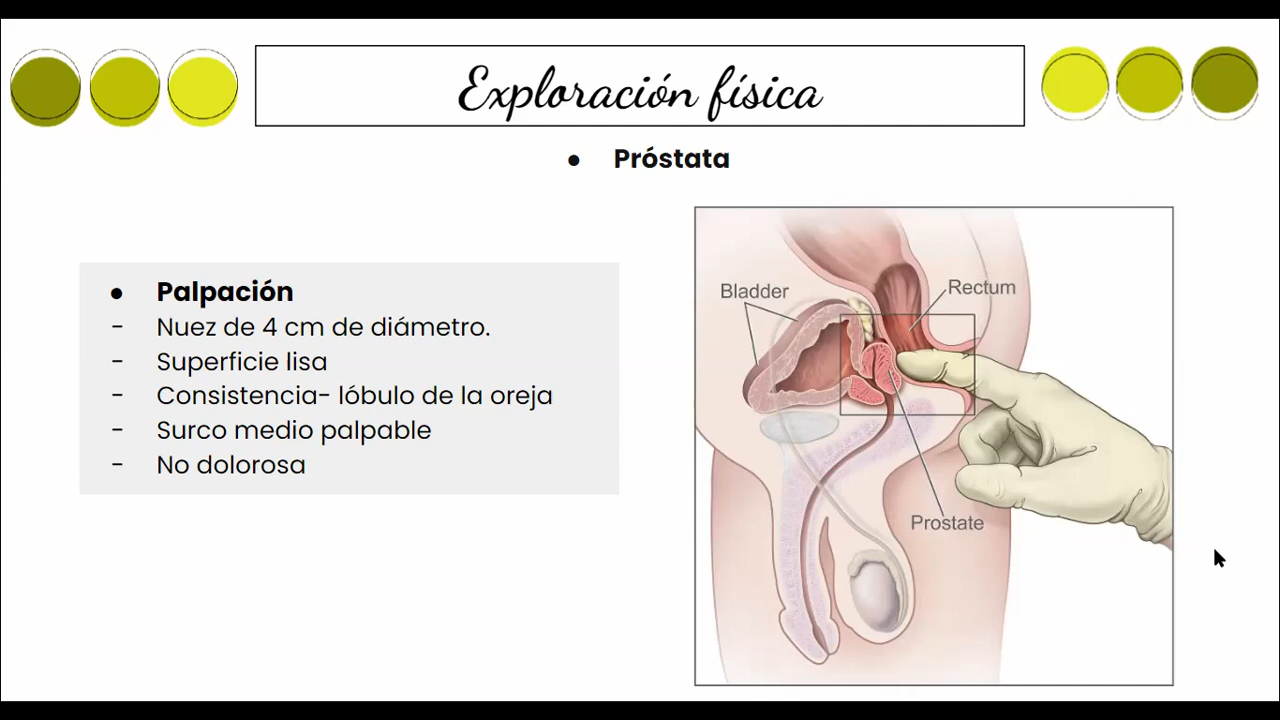 Exploración física
● Próstata
● Palpación
- Nuez de 4 cm de diámetro.
- Superficie lisa
- Consistencia- lóbulo de la oreja
- Surco medio palpable
- No dolorosa
Bladder
Rectum
Prostate